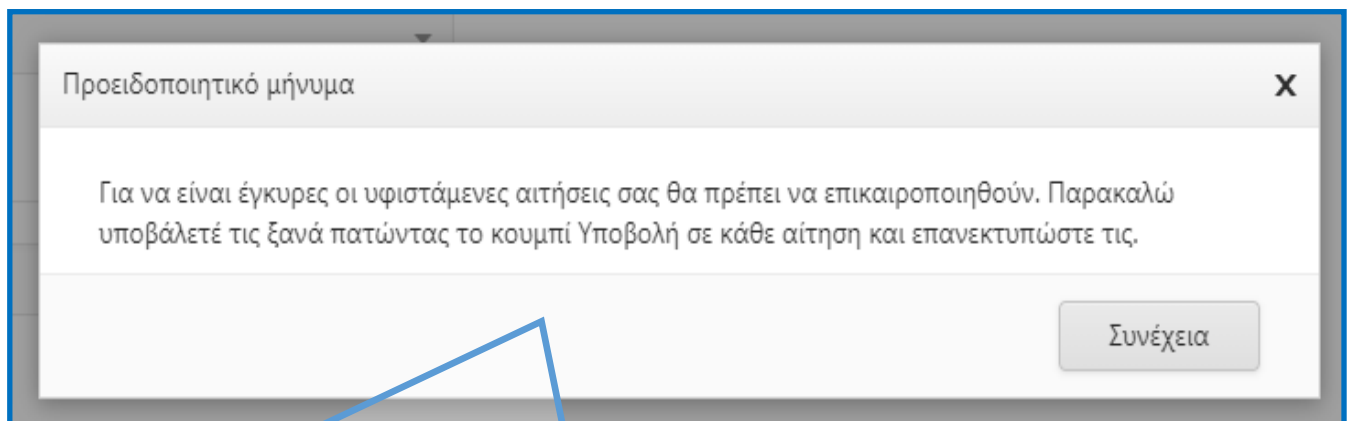 Προειδοποιητικό μήνυμα
X
Για να είναι έγκυρες οι υφιστάμενες αιτήσεις σας θα πρέπει να επικαιροποιηθούν. Παρακαλώ
υποβάλετέ τις ξανά πατώντας το κουμπί Υποβολή σε κάθε αίτηση και επανεκτυπώστε τις.
Συνέχεια